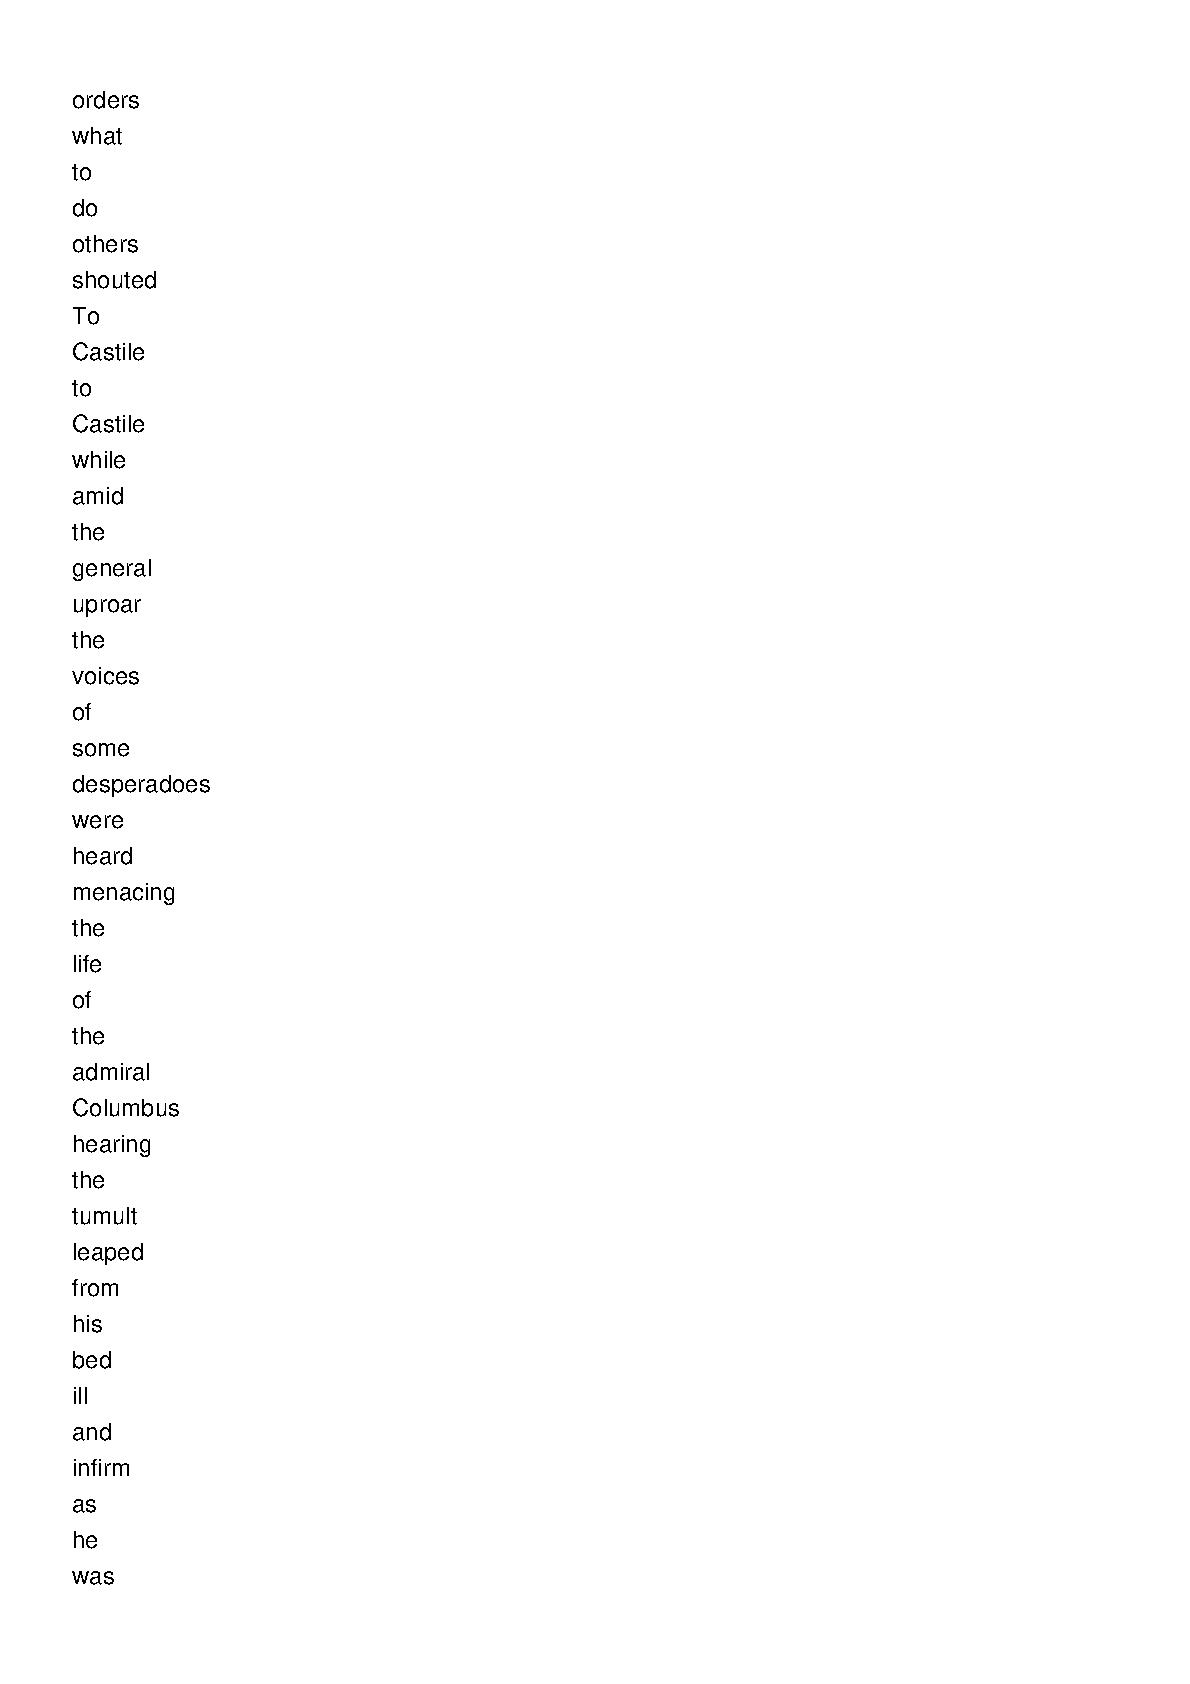 orders
what
to
do
others
shouted
To
Castile
to
Castile
while
amid
the
general
uproar
the
voices
of
some
desperadoes
were
heard
menacing
the
life
of
the
admiral
Columbus
hearing
the
tumult
leaped
from
his
bed
ill
and
infirm
as
he
was